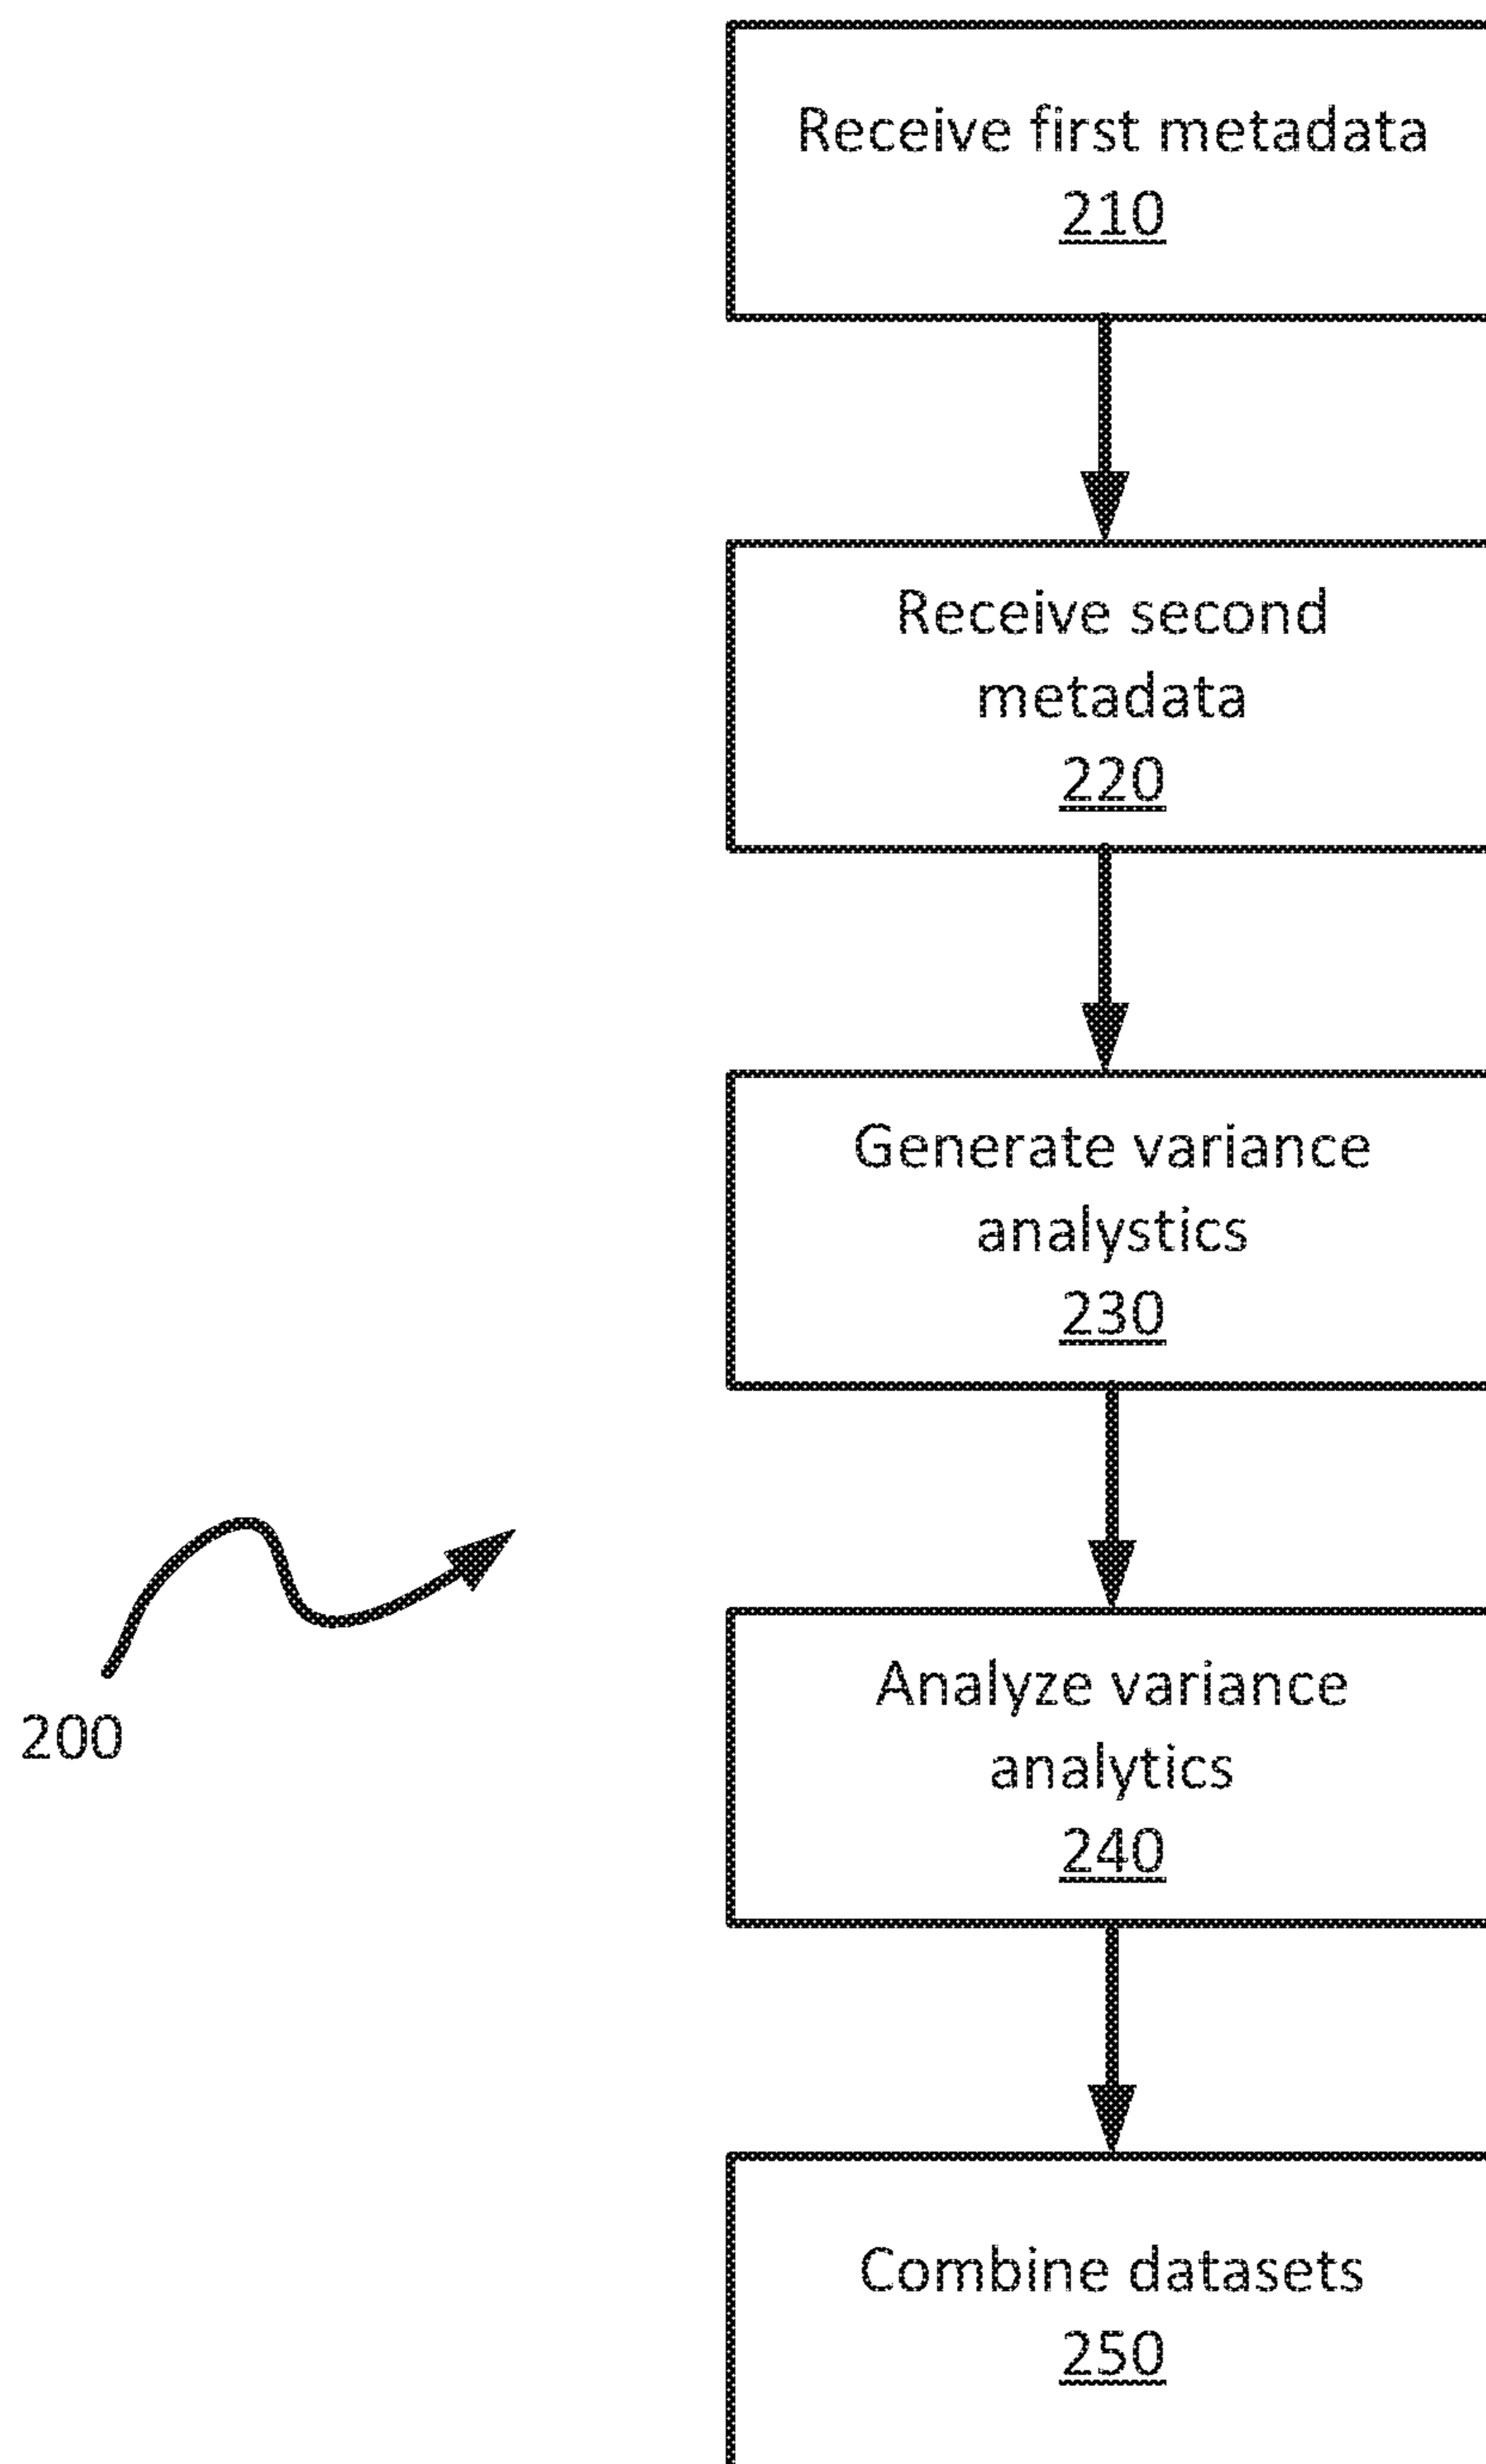 Receive first metadata
210
Receive second
metadata
220
Generate variance
analystics
230
200
Analyze variance
analytics
240
Combine datasets
250